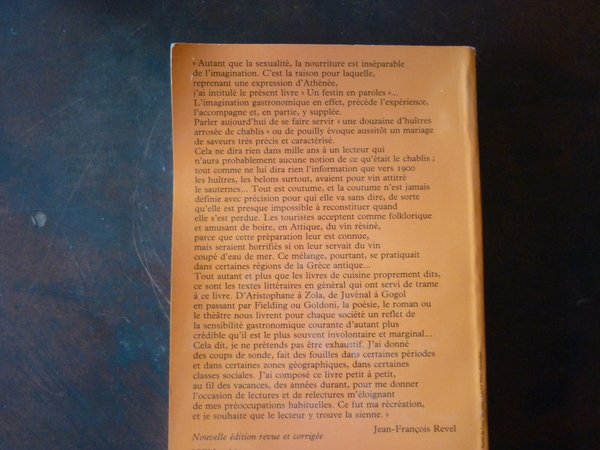 « Autant que la sexualité, la nourriture est inséparable
de l'imagination. C'est la raison pour laquelle,
reprenant une expression d'Athénée,
j'ai intitulé le présent livre « Un festin en paroles »...
L'imagination gastronomique en effet, précède l'expérience,
l'accompagne et, en partie, y supplée.
Parler aujourd'hui de se faire servir « une douzaine d'huîtres
arrosée de chablis » ou de pouilly évoque aussitôt un mariage
de saveurs très précis et caractérisé.
Cela ne dira rien dans mille ans à un lecteur qui
n'aura probablement aucune notion de ce qu'était le chablis ;
tout comme ne lui dira rien l'information que vers 1900
les huîtres, les belons surtout, avaient pour vin attitré
le sauternes... Tout est coutume, et la coutume n'est jamais
définie avec précision pour qui elle va sans dire, de sorte
qu'elle est presque impossible à reconstituer quand
elle s'est perdue. Les touristes acceptent comme folklorique
et amusant de boire, en Attique, du vin résiné,
parce que cette préparation leur est connue,
mais seraient horrifiés si on leur servait du vin
coupé d'eau de mer. Ce mélange, pourtant, se pratiquait
dans certaines régions de la Grèce antique...
Tout autant et plus que les livres de cuisine proprement dits,
ce sont les textes littéraires en général qui ont servi de trame
à ce livre. D'Aristophane à Zola, de Juvénal à Gogol
en passant par Fielding ou Goldoni, la poésie, le roman ou
le théâtre nous livrent pour chaque société un reflet de
la sensibilité gastronomique courante d'autant plus
crédible qu'il est le plus souvent involontaire et marginal...
Cela dit, je ne prétends pas être exhaustif. J'ai donné
des coups de sonde, fait des fouilles dans certaines périodes
et dans certaines zones géographiques, dans certaines
classes sociales. J'ai composé ce livre petit à petit,
au fil des vacances, des années durant, pour me donner
l'occasion de lectures et de relectures m'éloignant
de mes préoccupations habituelles. Ce fut ma récréation,
et je souhaite que le lecteur y trouve la sienne. »
Jean-François Revel
Nouvelle édition revue et corrigée